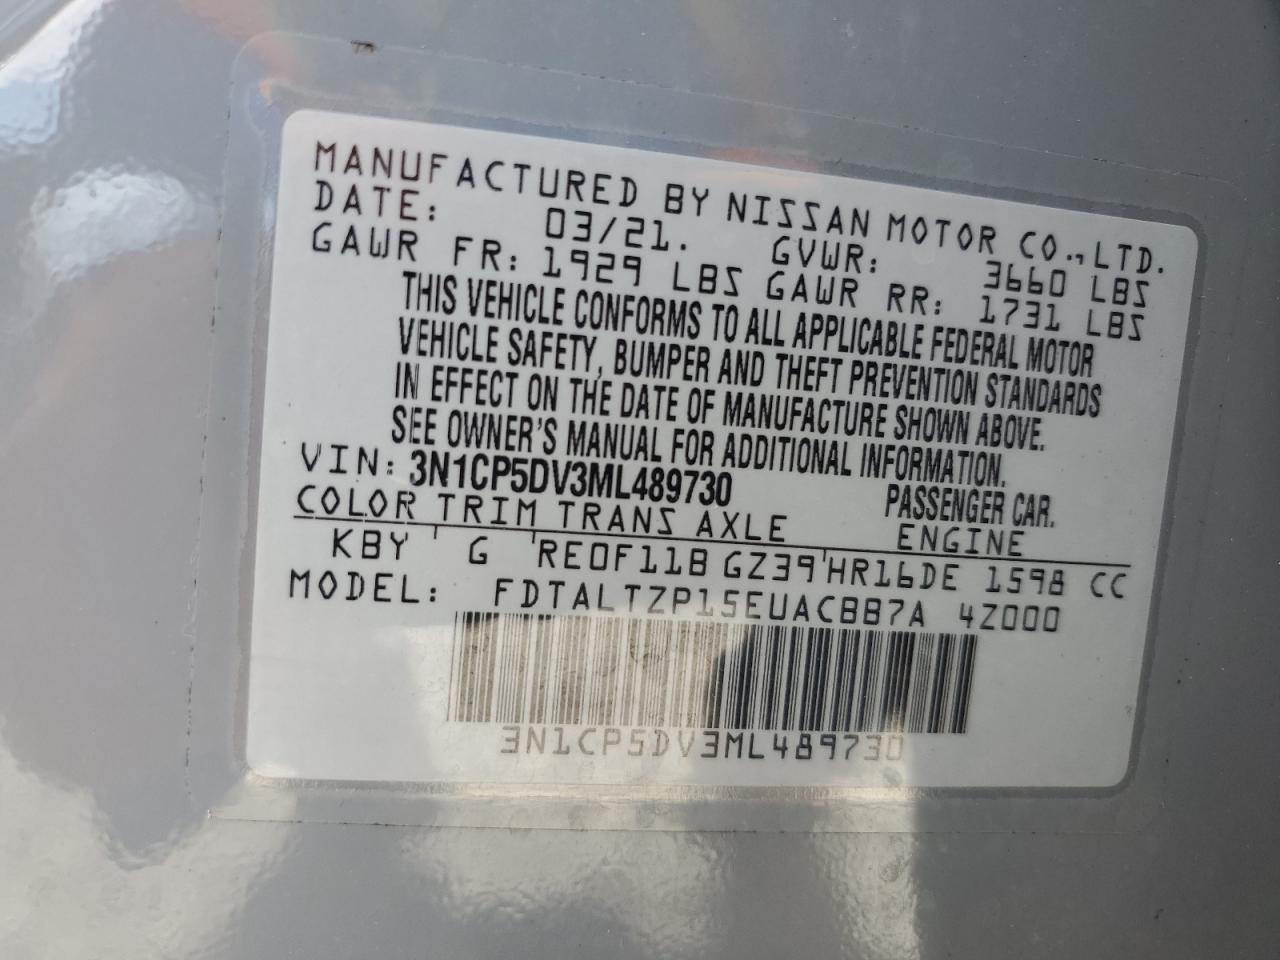 MANUFACTURED BY NISSAN MOTOR CO.,LTD.
DATE: 03/21. GVWR: 3660 LBS
GAWR FR: 1929 LBS GAWR RR: 1731 LBS
THIS VEHICLE CONFORMS TO ALL APPLICABLE FEDERAL MOTOR
VEHICLE SAFETY, BUMPER AND THEFT PREVENTION STANDARDS
IN EFFECT ON THE DATE OF MANUFACTURE SHOWN ABOVE.
SEE OWNER'S MANUAL FOR ADDITIONAL INFORMATION.
VIN: 3N1CP5DV3ML489730 PASSENGER CAR.
COLOR TRIM TRANS AXLE ENGINE
KBY G RE0F11B GZ39 HR16DE 1598 CC
MODEL: FDTALTZP15EUACBB7A 4Z000
3N1CP5DV3ML489730